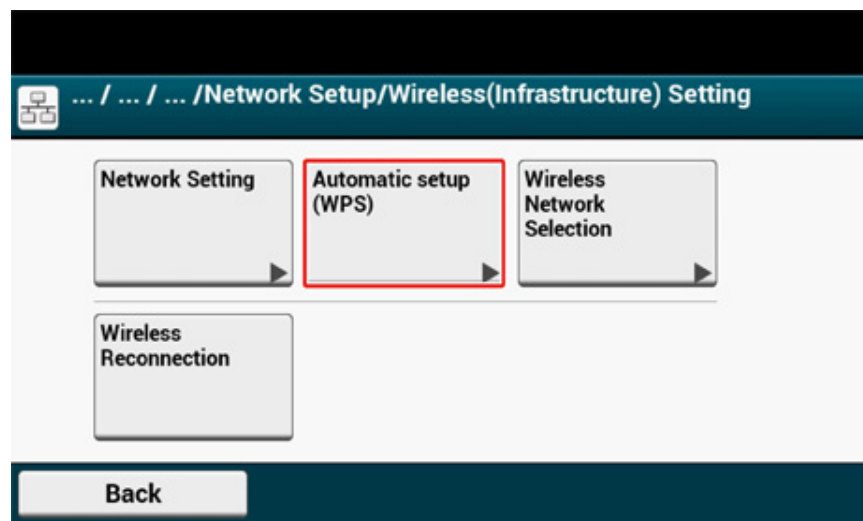 ... / ... / ... /Network Setup/Wireless(Infrastructure) Setting
Network Setting
Automatic setup
(WPS)
Wireless
Network
Selection
Wireless
Reconnection
Back